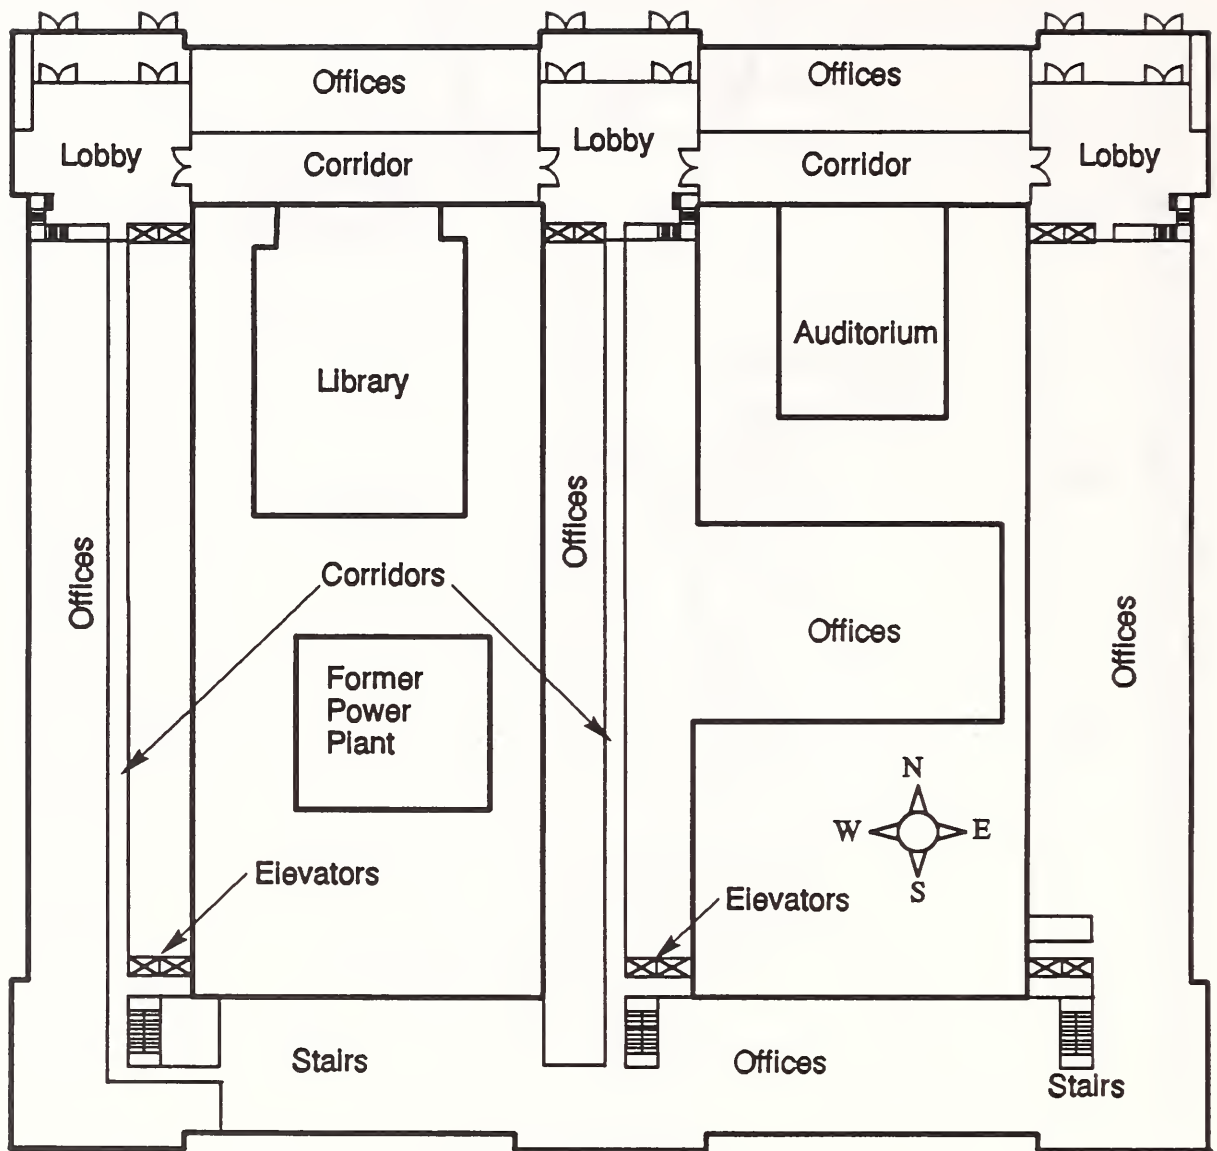 Offices
Offices
Lobby
Corridor
Lobby
Corridor
Lobby
Auditorium
Library
Offices
Offices
Corridors
Offices
Offices
Former
Power
Plant
N
W
E
S
Elevators
Elevators
Stairs
Offices
Stairs